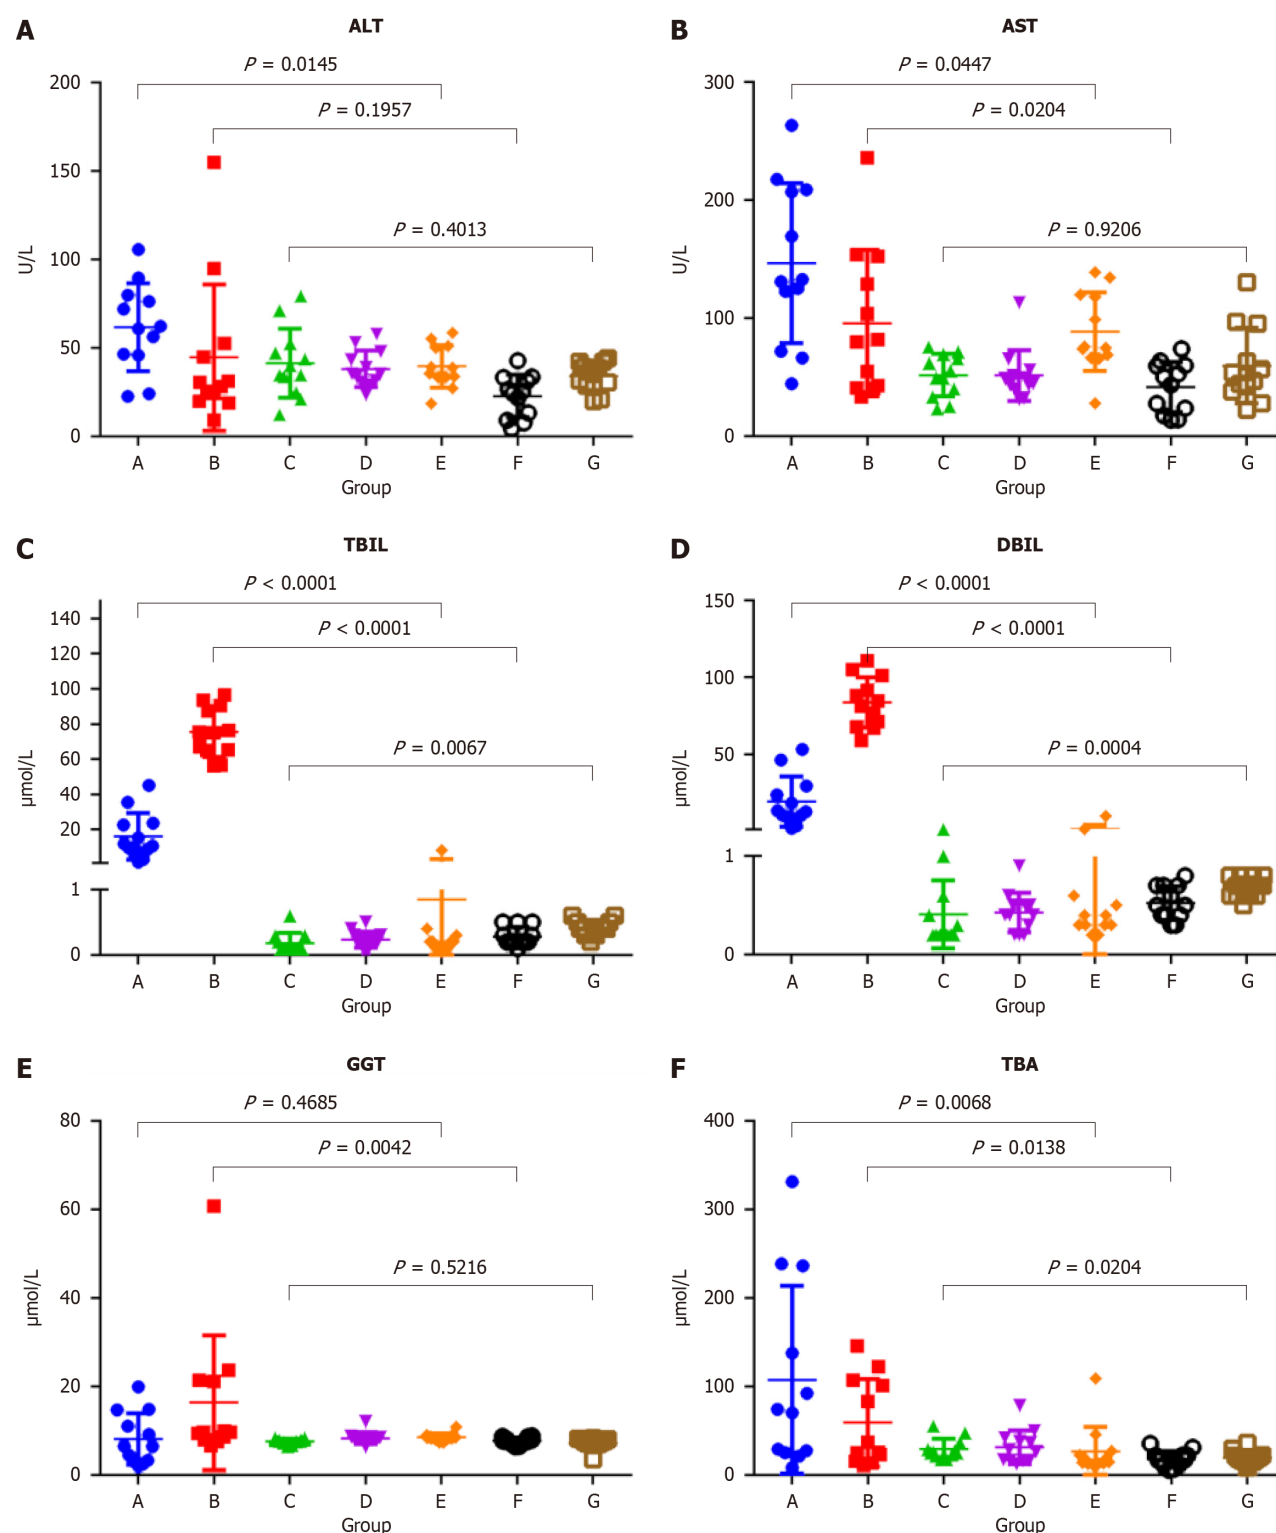 A
ALT
P = 0.0145
P = 0.1957
P = 0.4013
200
150
100
50
0
U/L
A B C D E F G
Group
B
AST
P = 0.0447
P = 0.0204
P = 0.9206
300
200
100
0
U/L
A B C D E F G
Group
C
TBIL
P < 0.0001
P < 0.0001
P = 0.0067
140
120
100
80
60
40
20
1
0
μmol/L
A B C D E F G
Group
D
DBIL
P < 0.0001
P < 0.0001
P = 0.0004
150
100
50
1
0
μmol/L
A B C D E F G
Group
E
GGT
P = 0.4685
P = 0.0042
P = 0.5216
80
60
40
20
0
μmol/L
A B C D E F G
Group
F
TBA
P = 0.0068
P = 0.0138
P = 0.0204
400
300
200
100
0
μmol/L
A B C D E F G
Group